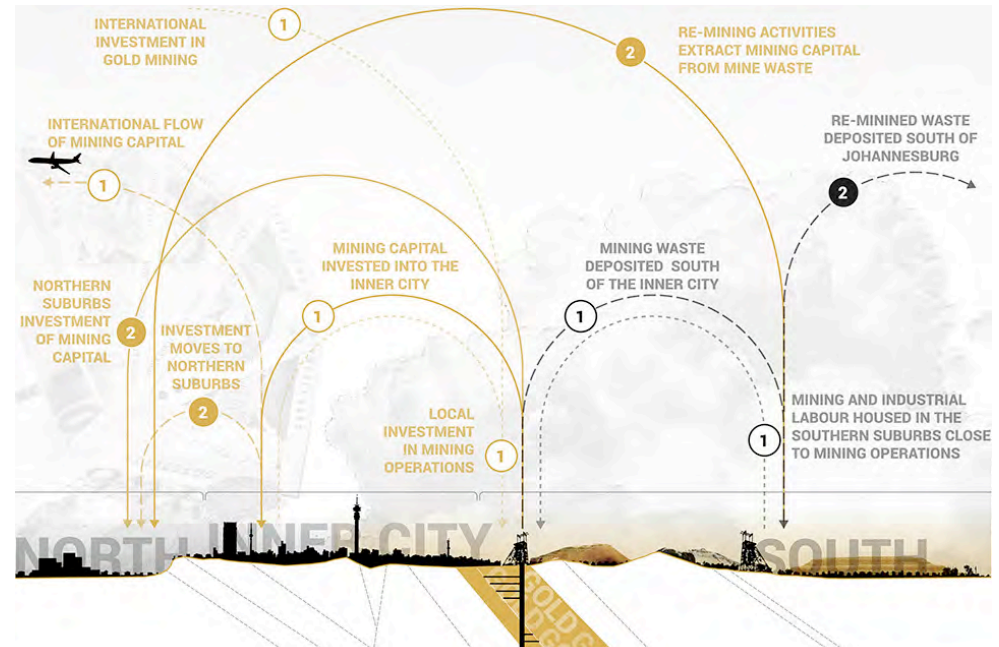 INTERNATIONAL
INVESTMENT IN
GOLD MINING
1
2
RE-MINING ACTIVITIES
EXTRACT MINING CAPITAL
FROM MINE WASTE
INTERNATIONAL FLOW
OF MINING CAPITAL
1
RE-MININED WASTE
DEPOSITED SOUTH OF
JOHANNESBURG
2
NORTHERN
SUBURBS
INVESTMENT
OF MINING
CAPITAL
2
INVESTMENT
MOVES TO
NORTHERN
SUBURBS
2
MINING CAPITAL
INVESTED INTO THE
INNER CITY
1
MINING WASTE
DEPOSITED SOUTH
OF THE INNER CITY
1
LOCAL
INVESTMENT
IN MINING
OPERATIONS
1
1
MINING AND INDUSTRIAL
LABOUR HOUSED IN THE
SOUTHERN SUBURBS CLOSE
TO MINING OPERATIONS
NORTH
INNER CITY
SOUTH
GOLD